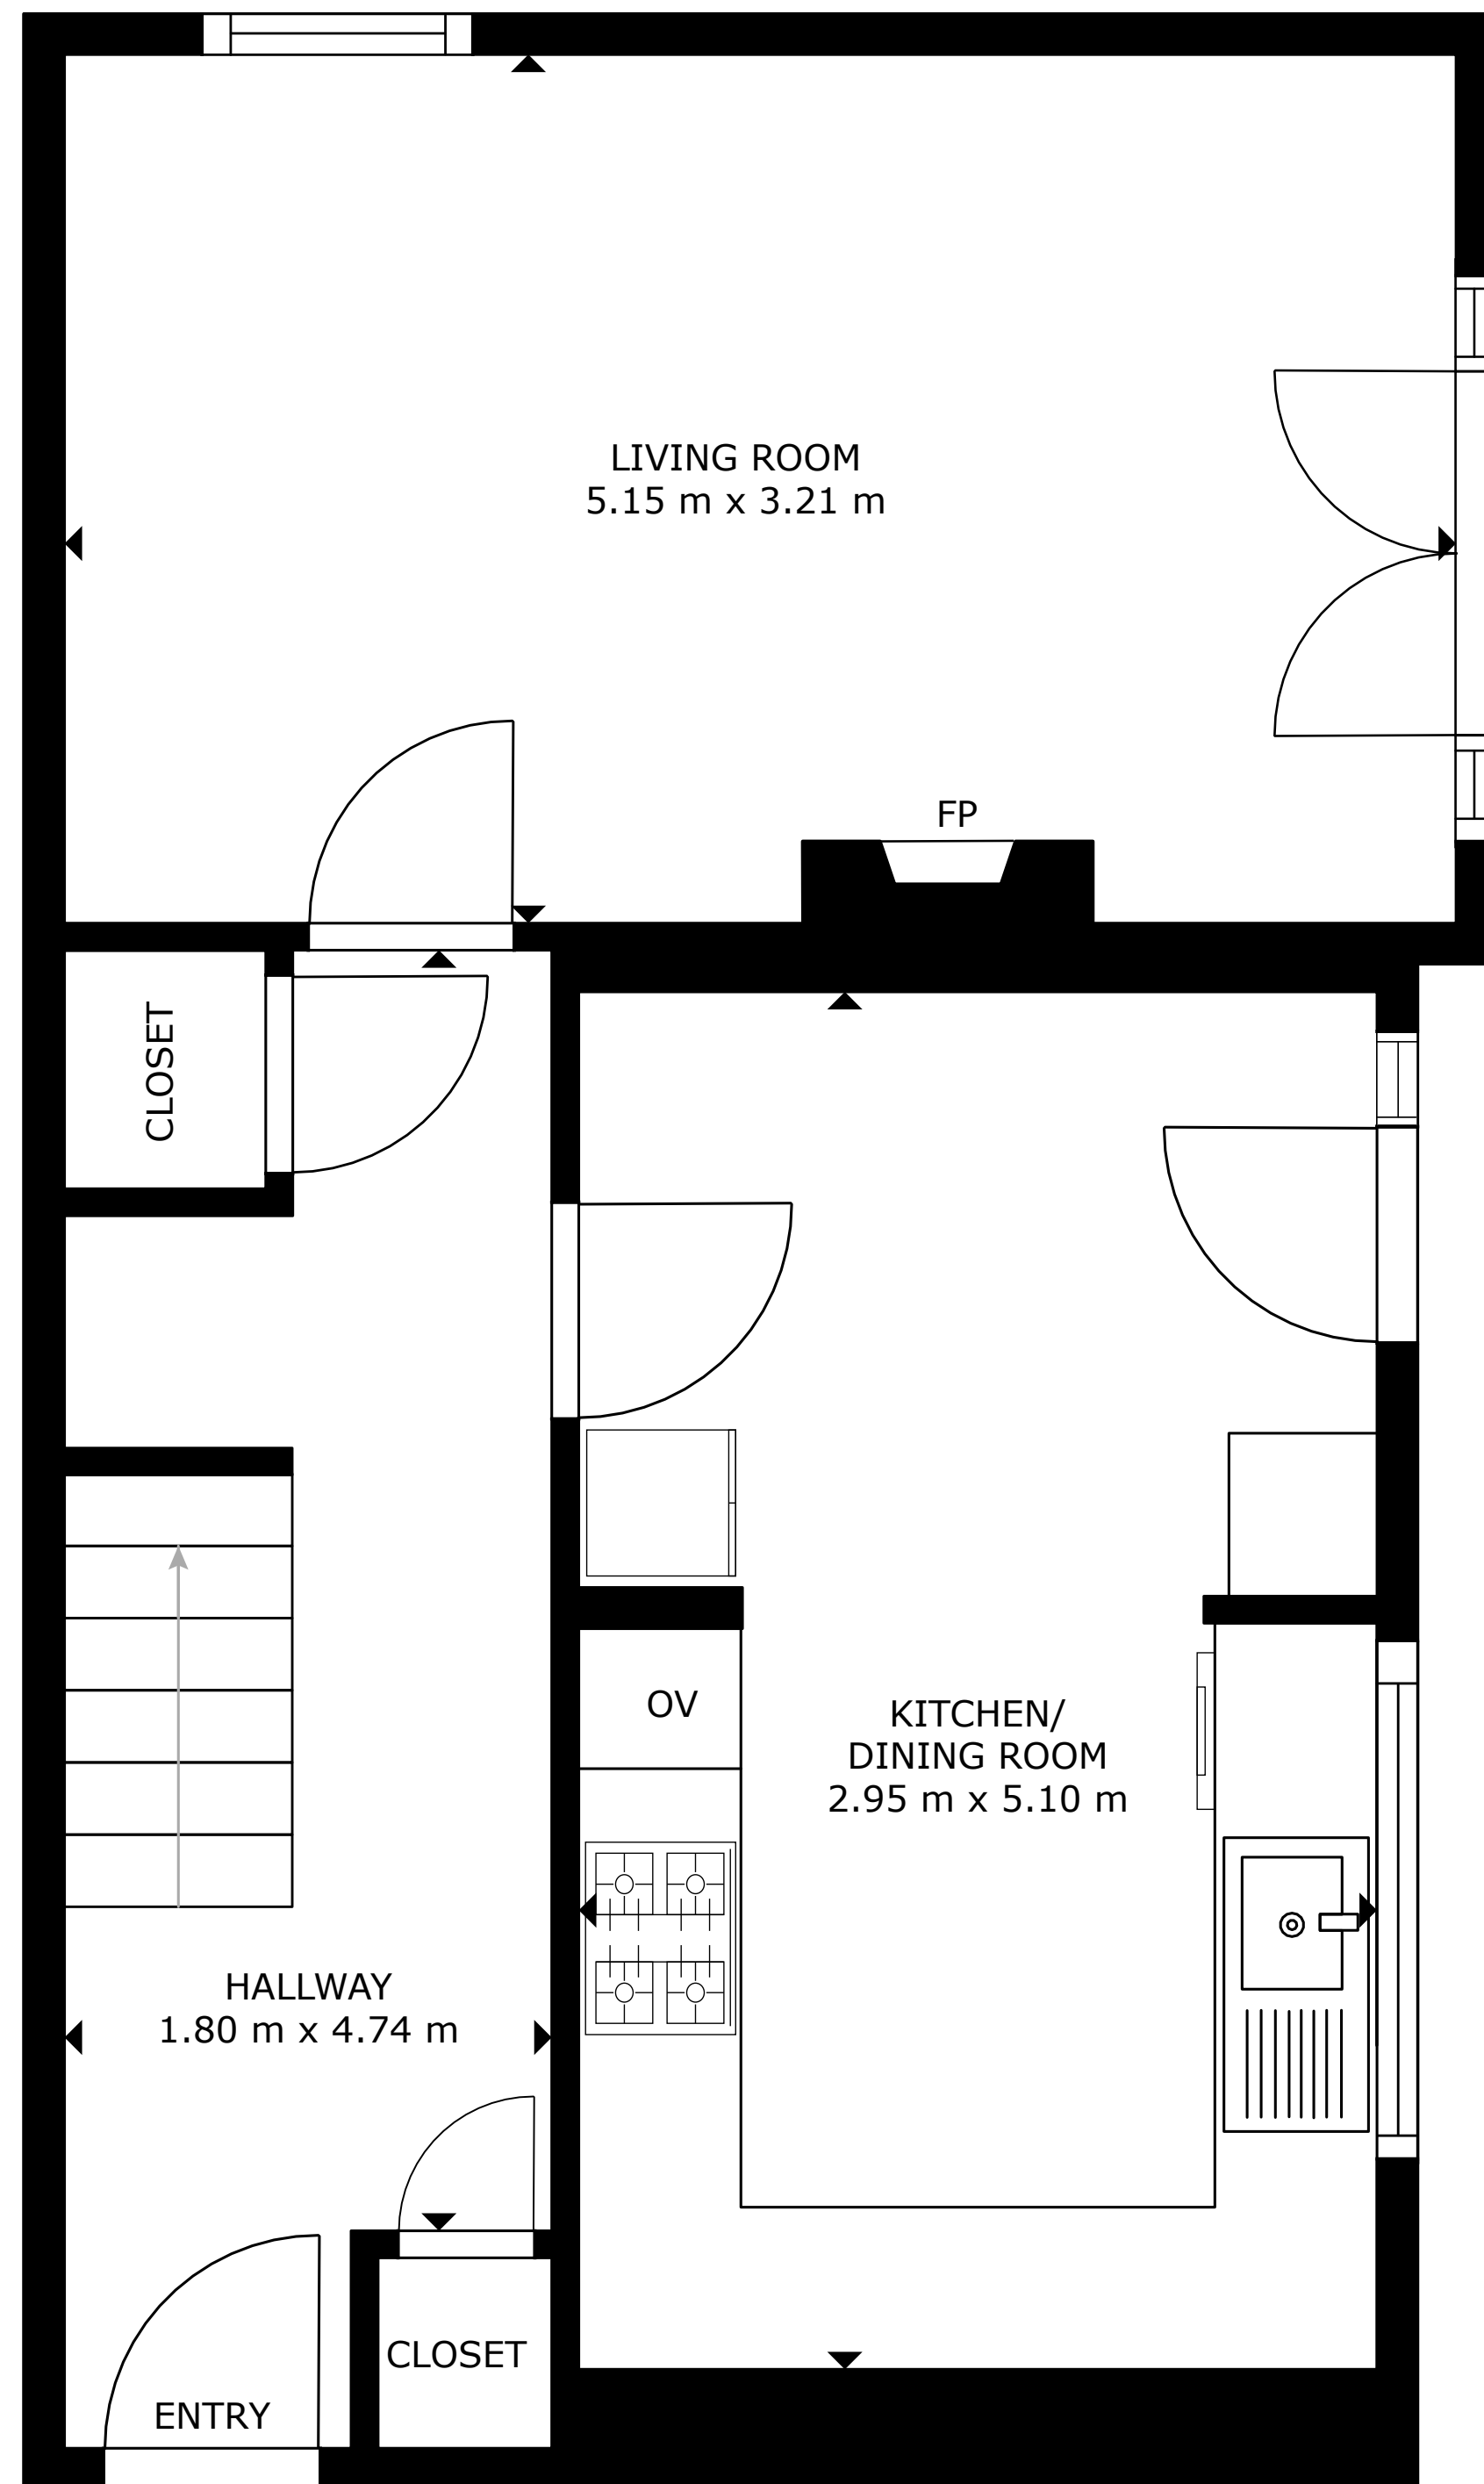 LIVING ROOM
5.15 m x 3.21 m
FP
CLOSET
OV
KITCHEN/
DINING ROOM
2.95 m x 5.10 m
HALLWAY
1.80 m x 4.74 m
CLOSET
ENTRY